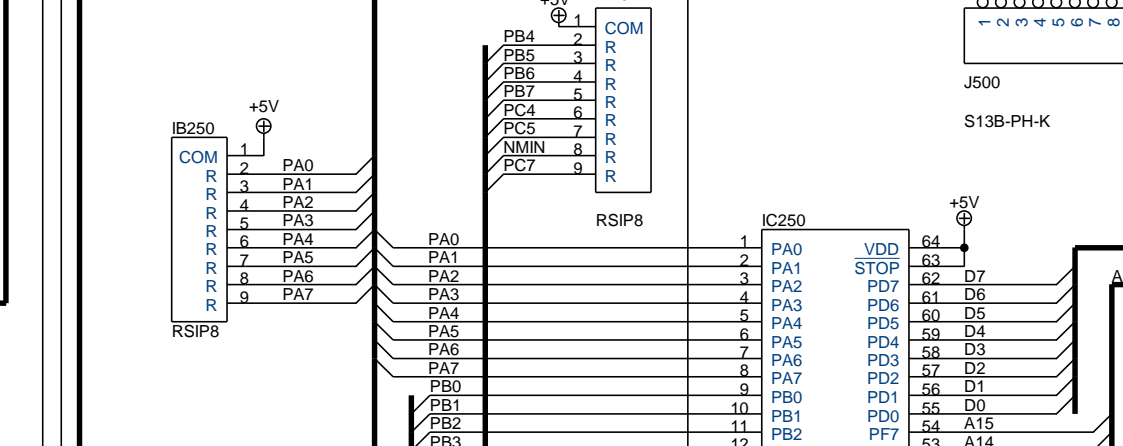 +5V
1 COM
PB4 2 R
PB5 3 R
PB6 4 R
PB7 5 R
PC4 6 R
PC5 7 R
NMIN 8 R
PC7 9 R
RSIP8
1 2 3 4 5 6 7 8
J500
S13B-PH-K
+5V
IB250
COM 1
R 2 PA0
R 3 PA1
R 4 PA2
R 5 PA3
R 6 PA4
R 7 PA5
R 8 PA6
R 9 PA7
RSIP8
+5V
IC250
PA0 1 PA0 VDD 64
PA1 2 PA1 STOP 63
PA2 3 PA2 PD7 62 D7
PA3 4 PA3 PD6 61 D6
PA4 5 PA4 PD5 60 D5
PA5 6 PA5 PD4 59 D4
PA6 7 PA6 PD3 58 D3
PA7 8 PA7 PD2 57 D2
PB0 9 PB0 PD1 56 D1
PB1 10 PB1 PD0 55 D0
PB2 11 PB2 PF7 54 A15
PB3 12 53 A14
A